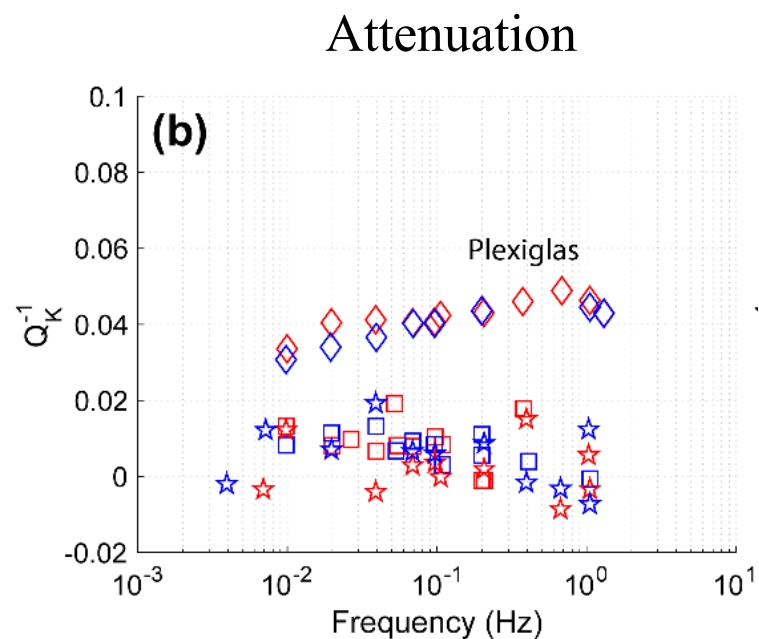 Attenuation
(b)
0.1
0.08
0.06
0.04
0.02
0
-0.02
Q_K^-1
Plexiglas
10^-3
10^-2
10^-1
10^0
10^1
Frequency (Hz)